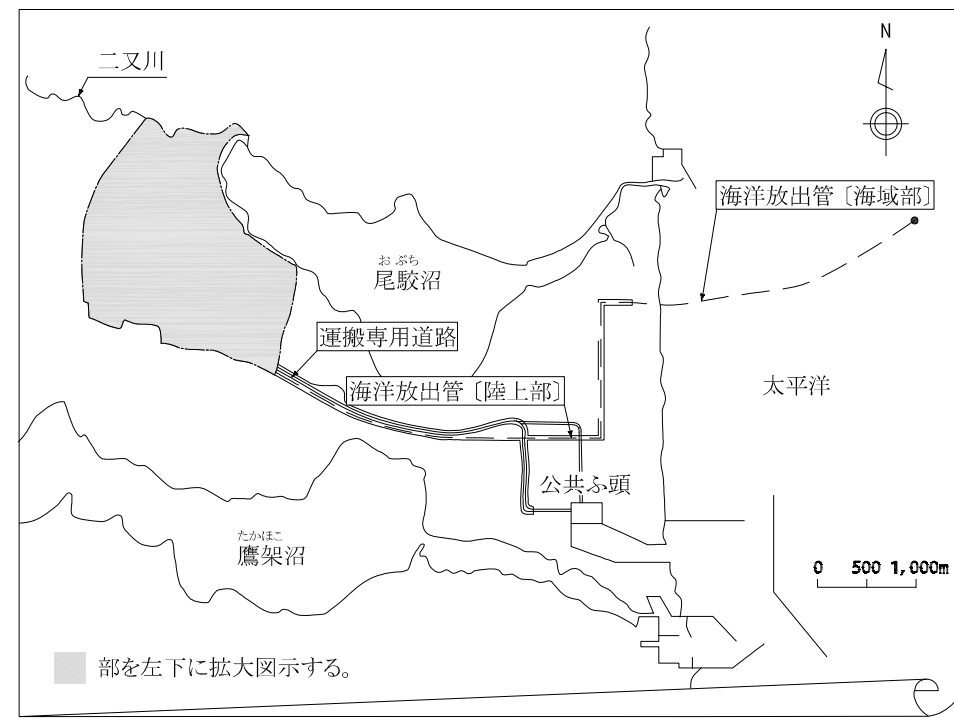 二又川
N
海洋放出管〔海域部〕
おぶち
尾駮沼
運搬専用道路
海洋放出管〔陸上部〕
太平洋
公共ふ頭
たかほこ
鷹架沼
0 500 1,000m
部を左下に拡大図示する。